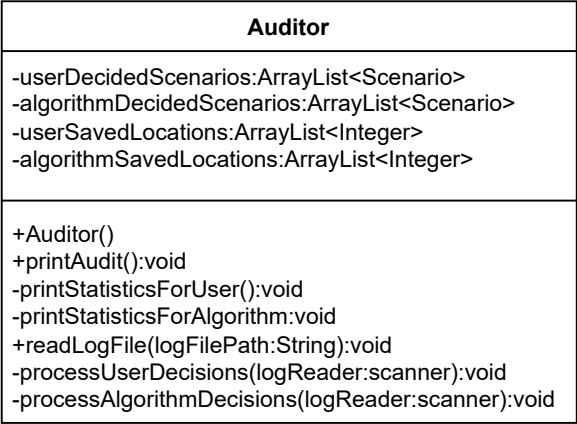 Auditor
-userDecidedScenarios:ArrayList<Scenario>
-algorithmDecidedScenarios:ArrayList<Scenario>
-userSavedLocations:ArrayList<Integer>
-algorithmSavedLocations:ArrayList<Integer>
+Auditor()
+printAudit():void
-printStatisticsForUser():void
-printStatisticsForAlgorithm:void
+readLogFile(logFilePath:String):void
-processUserDecisions(logReader:scanner):void
-processAlgorithmDecisions(logReader:scanner):void